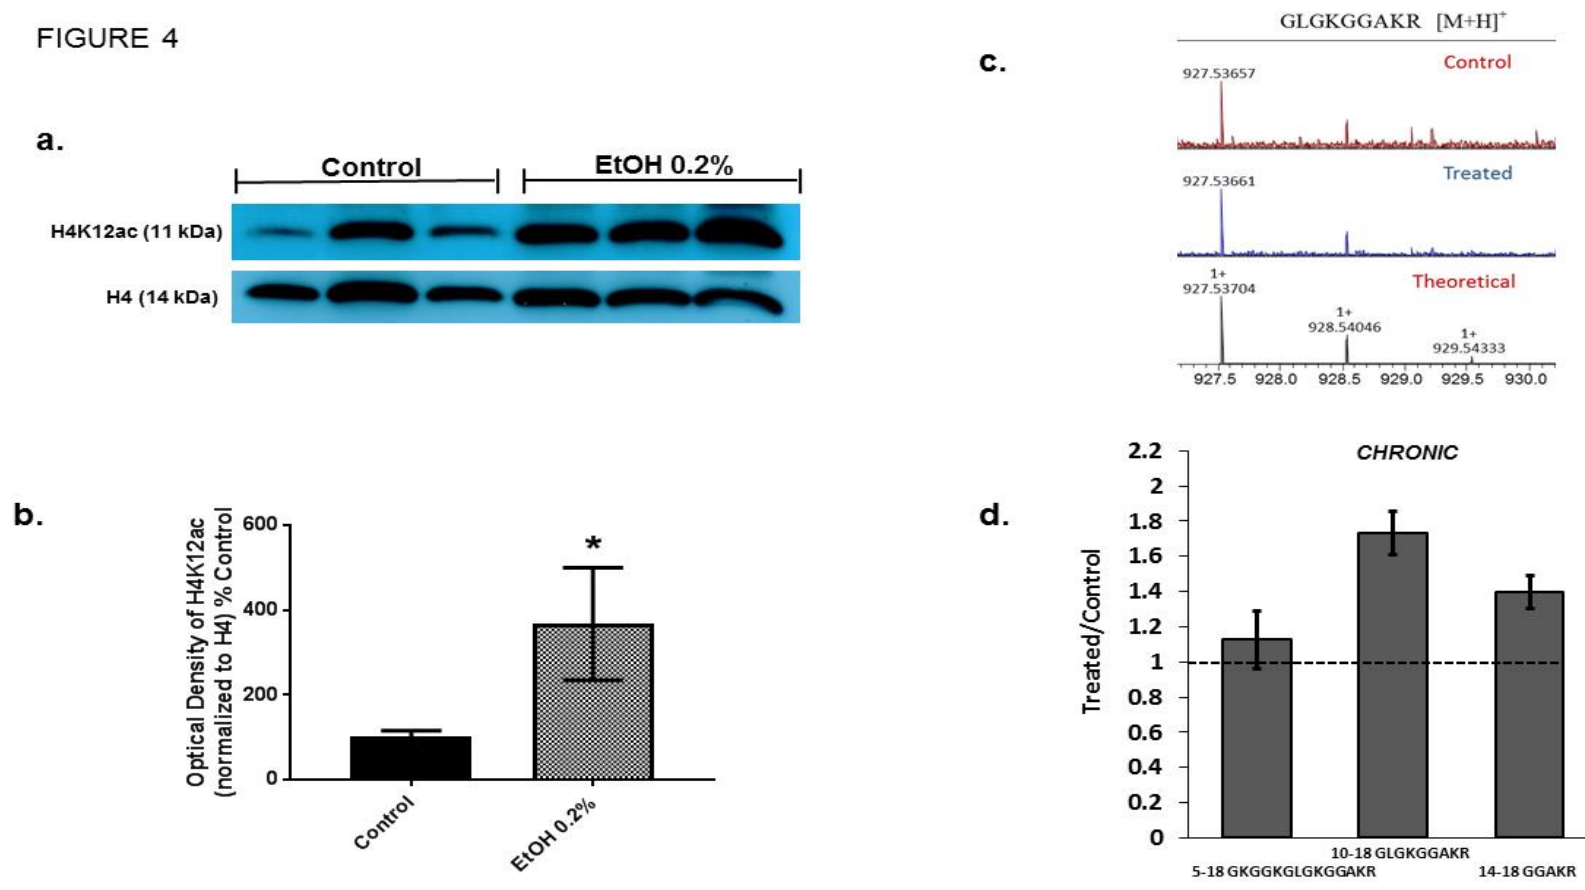 FIGURE 4
a.
Control
EtOH 0.2%
H4K12ac (11 kDa)
H4 (14 kDa)
b.
Optical Density of H4K12ac
(normalized to H4) % Control
600
400
200
0
*
Control
EtOH 0.2%
c.
GLGKGGAKR [M+H]+
Control
927.53657
Treated
927.53661
Theoretical
1+
927.53704
1+
928.54046
1+
929.54333
927.5 928.0 928.5 929.0 929.5 930.0
d.
CHRONIC
Treated/Control
2.2
2
1.8
1.6
1.4
1.2
1
0.8
0.6
0.4
0.2
0
5-18 GKGGKGLGKGGAKR
10-18 GLGKGGAKR
14-18 GGAKR